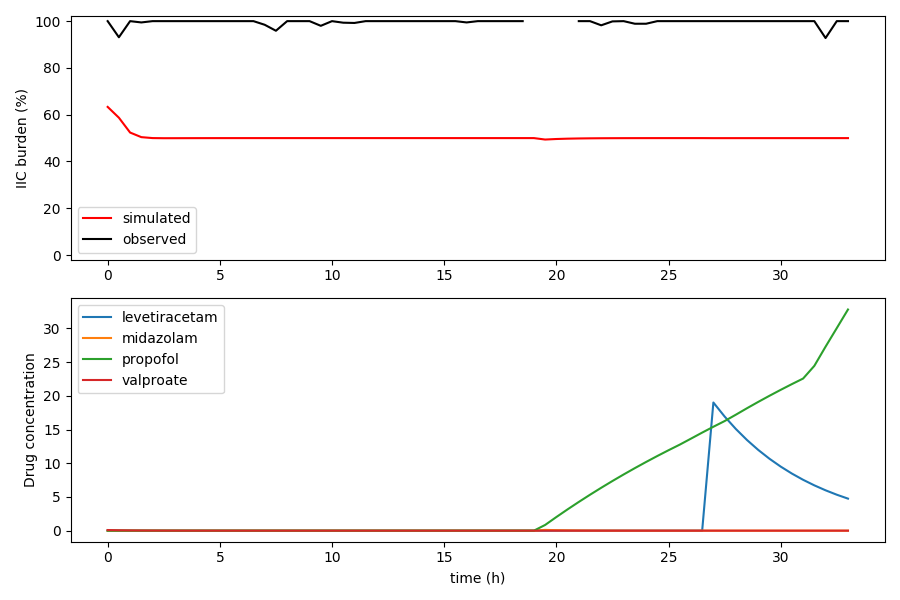 IIC burden (%)
100
80
60
40
20
0
simulated
observed
0 5 10 15 20 25 30
Drug concentration
30
25
20
15
10
5
0
levetiracetam
midazolam
propofol
valproate
0 5 10 15 20 25 30
time (h)